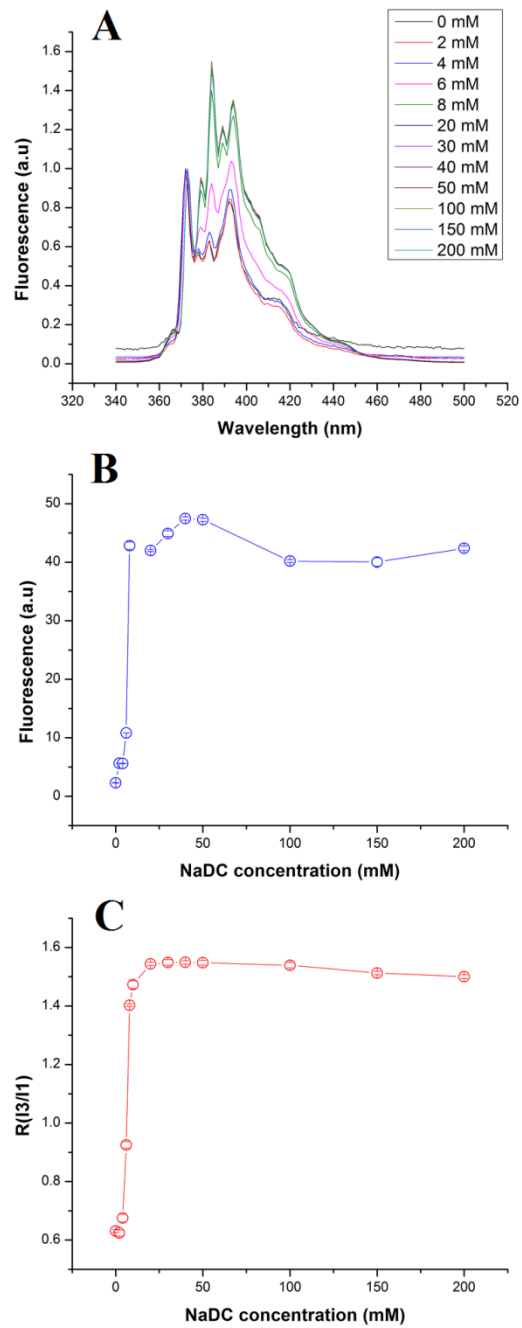 A
0 mM
2 mM
4 mM
6 mM
8 mM
20 mM
30 mM
40 mM
50 mM
100 mM
150 mM
200 mM
Fluorescence (a.u)
1.6
1.4
1.2
1.0
0.8
0.6
0.4
0.2
0.0
320 340 360 380 400 420 440 460 480 500 520
Wavelength (nm)
B
Fluorescence (a.u)
50
40
30
20
10
0
0 50 100 150 200
NaDC concentration (mM)
C
R(I3/I1)
1.6
1.4
1.2
1.0
0.8
0.6
0 50 100 150 200
NaDC concentration (mM)